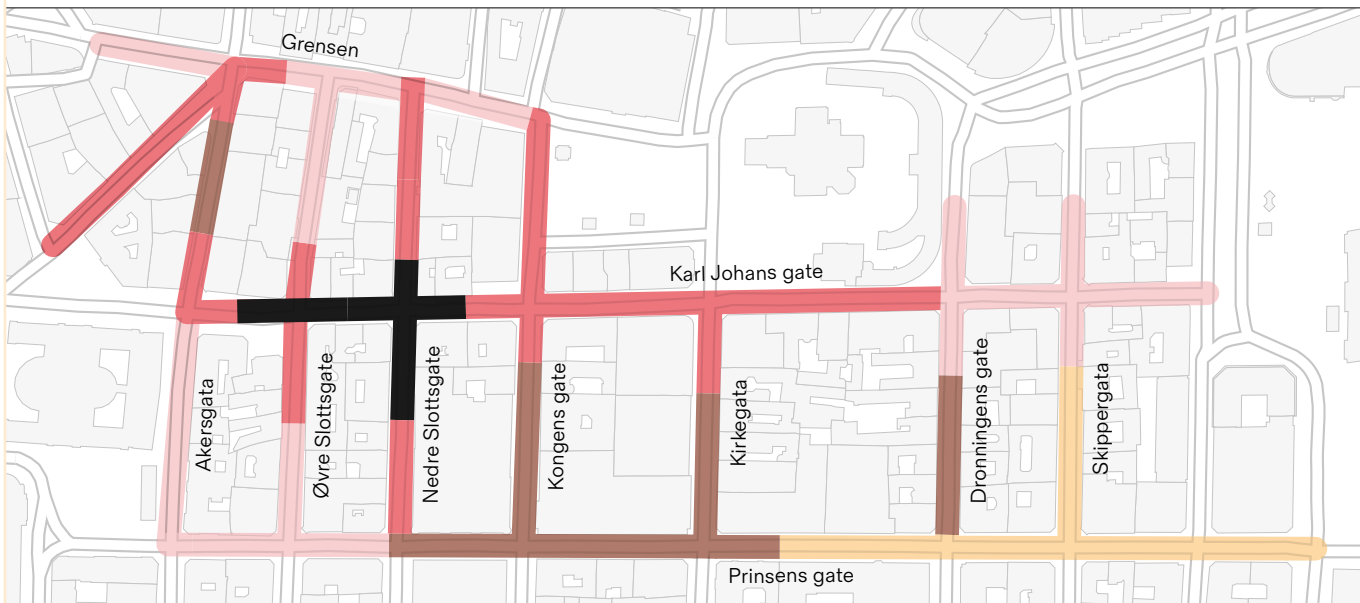 Grensen
Karl Johans gate
Akersgata
Øvre Slottsgate
Nedre Slottsgate
Kongens gate
Kirkegata
Dronningens gate
Skippergata
Prinsens gate